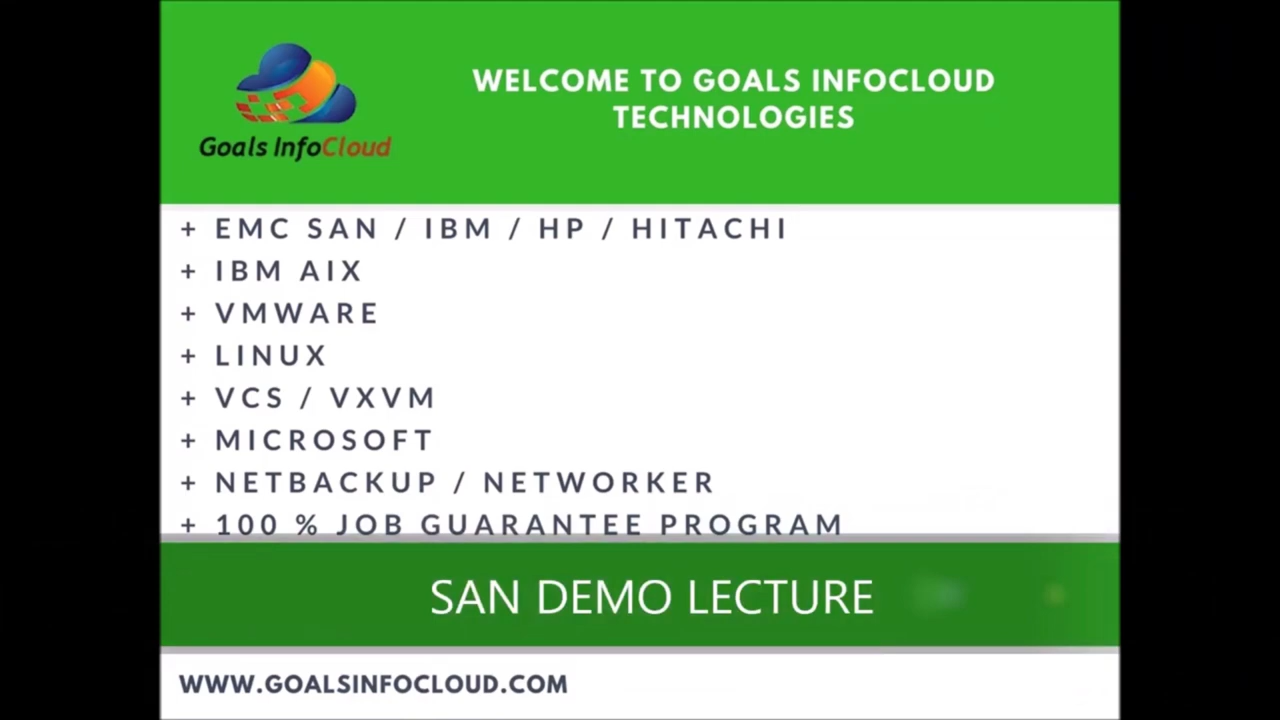 Goals InfoCloud
WELCOME TO GOALS INFOCLOUD
TECHNOLOGIES
+ EMC SAN / IBM / HP / HITACHI
+ IBM AIX
+ VMWARE
+ LINUX
+ VCS / VXVM
+ MICROSOFT
+ NETBACKUP / NETWORKER
+ 100 % JOB GUARANTEE PROGRAM
SAN DEMO LECTURE
WWW.GOALSINFOCLOUD.COM